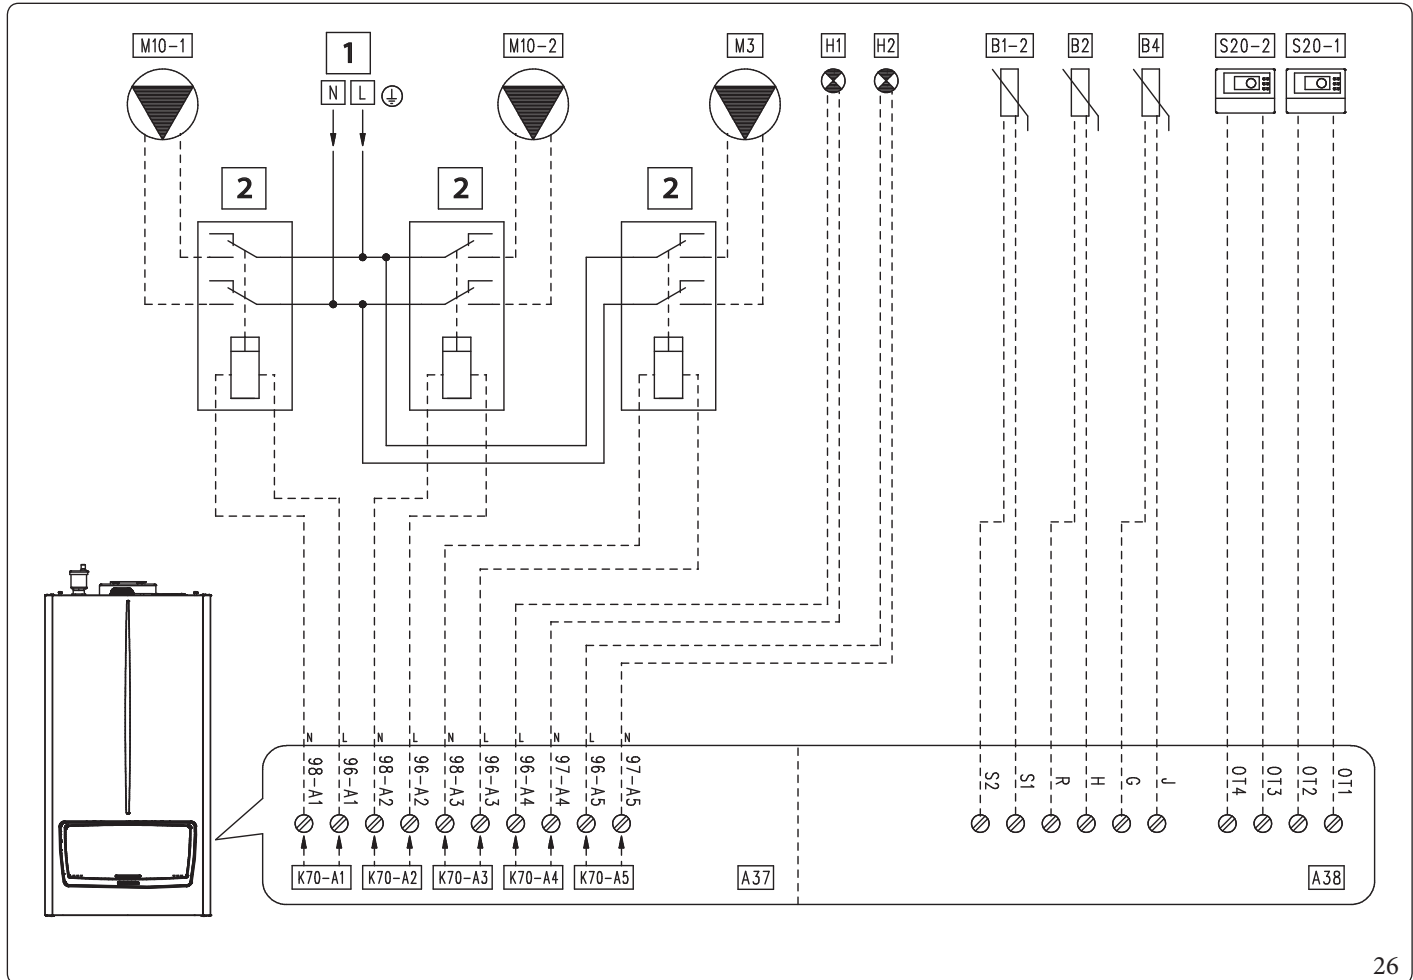 M10-1
1
M10-2
M3
H1
H2
B1-2
B2
B4
S20-2
S20-1
N
L
2
2
2
N
L
N
L
N
L
L
N
L
N
98-A1
96-A1
98-A2
96-A2
98-A3
96-A3
96-A4
97-A4
96-A5
97-A5
S2
S1
R
H
G
J
OT4
OT3
OT2
OT1
K70-A1
K70-A2
K70-A3
K70-A4
K70-A5
A37
A38
26